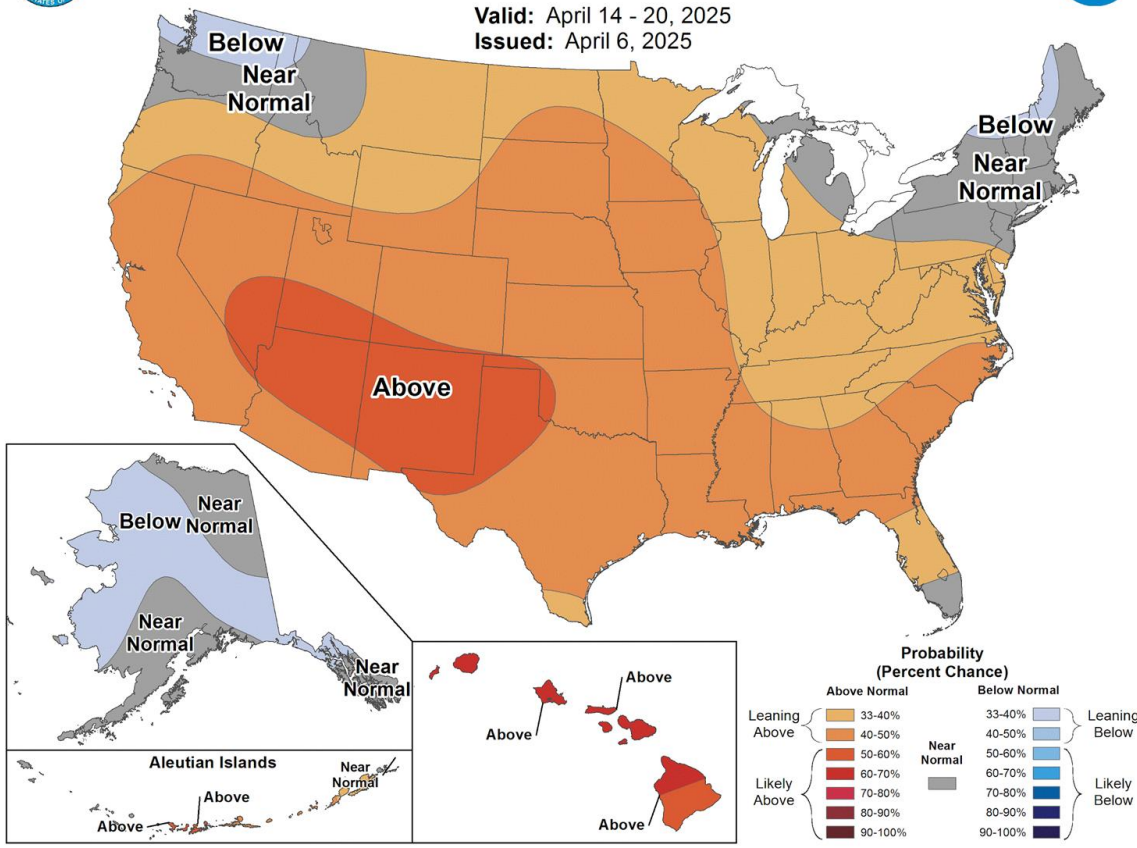 TATES OF
Valid: April 14 - 20, 2025
Issued: April 6, 2025
Below
Near
Normal
Below
Near
Normal
Above
Near
Normal
Below
Near
Normal
Near
Normal
Aleutian Islands
Near
Normal
Above
Above
Above
Above
Above
Probability
(Percent Chance)
Above Normal
Below Normal
Leaning
Above
33-40%
40-50%
50-60%
60-70%
70-80%
80-90%
90-100%
Likely
Above
Near
Normal
33-40%
40-50%
50-60%
60-70%
70-80%
80-90%
90-100%
Leaning
Below
Likely
Below